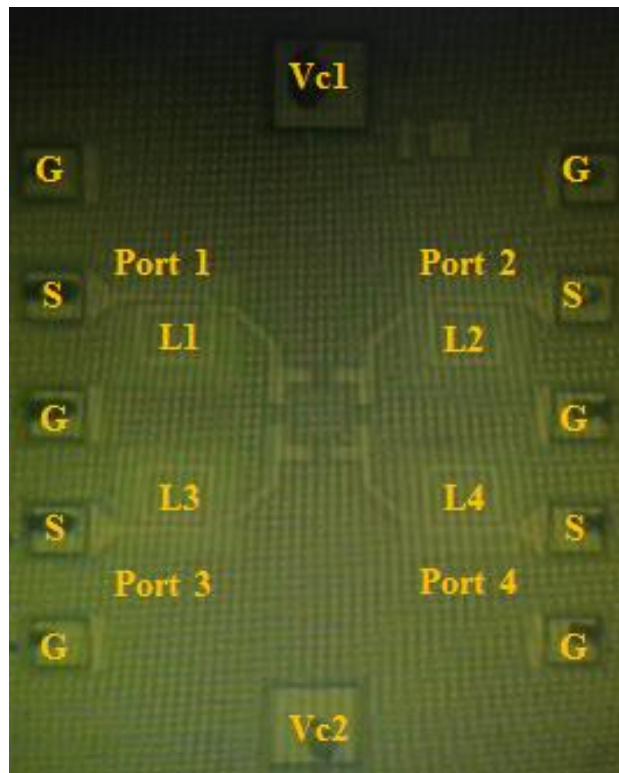 Vc1
G G
Port 1 Port 2
S S
L1 L2
G G
L3 L4
S S
Port 3 Port 4
G G
Vc2